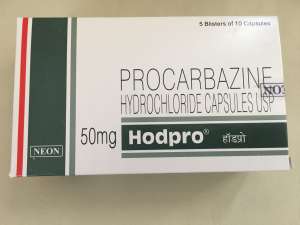 5 Blisters of 10 Capsules
PROCARBAZINE
HYDROCHLORIDE CAPSULES USP
50mg Hodpro® हॉडप्रो
NEON